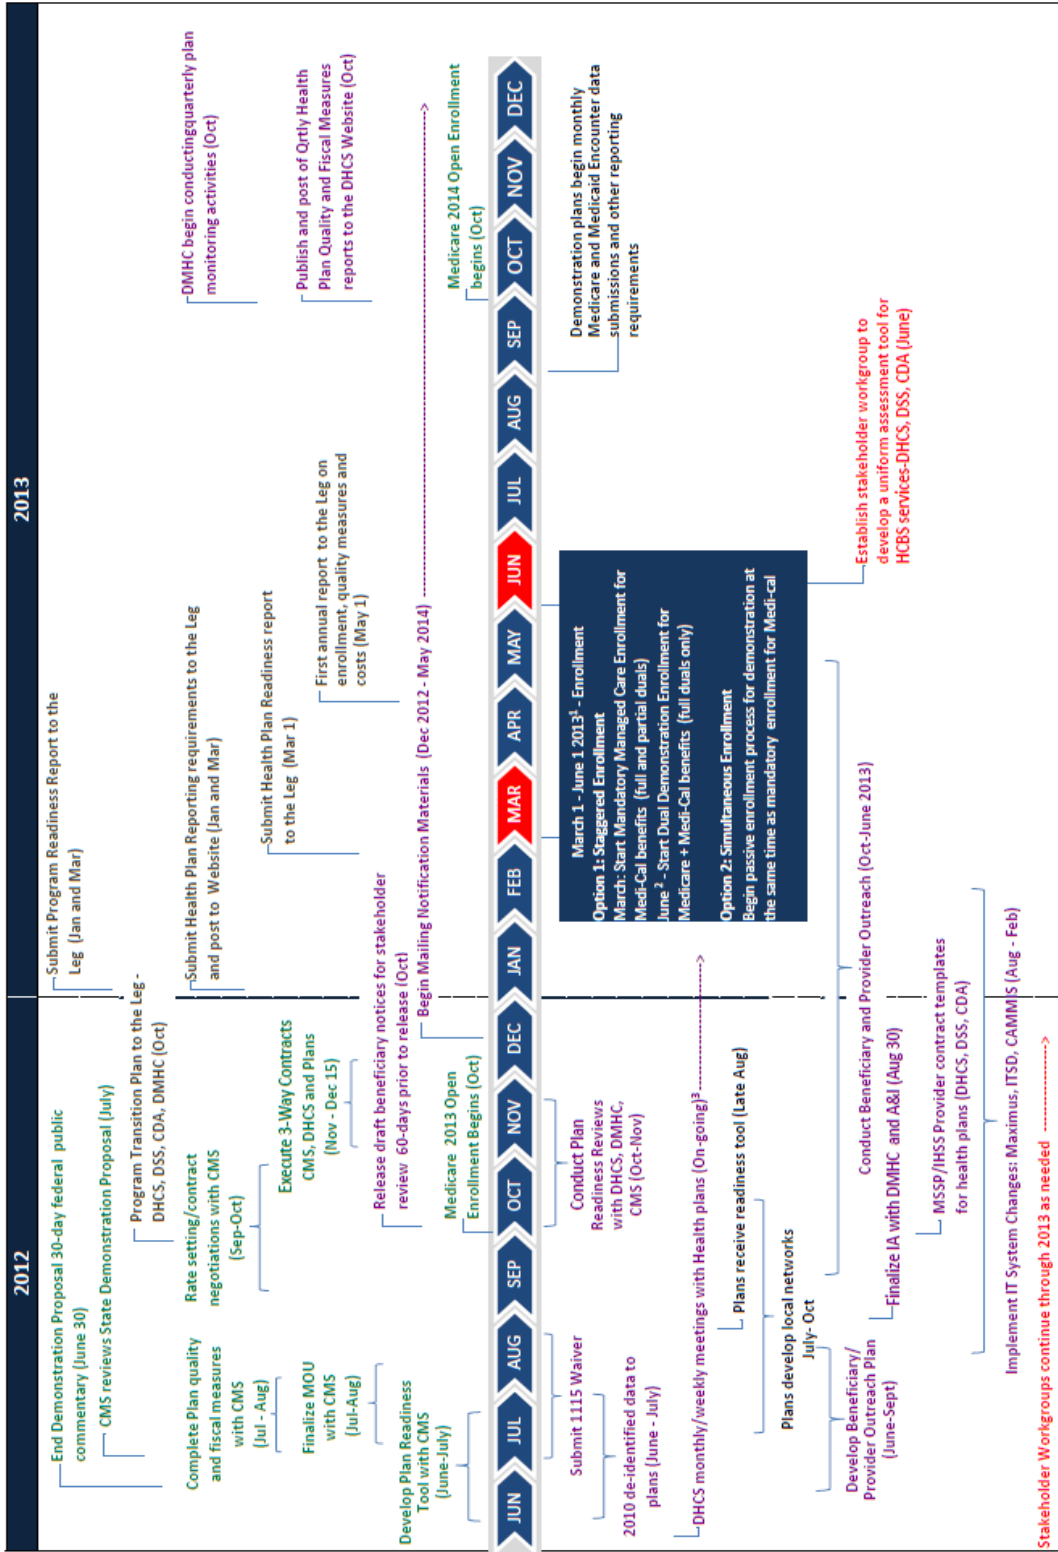 2012
2013
End Demonstration Proposal 30-day federal public
commentary (June 30)
CMS reviews State Demonstration Proposal (July)
Program Transition Plan to the Leg -
DHCS, DSS, CDA, DMHC (Oct)
Complete Plan quality
and fiscal measures
with CMS
(Jul - Aug)
Rate setting/contract
negotiations with CMS
(Sep-Oct)
Finalize MOU
with CMS
(Jul-Aug)
Execute 3-Way Contracts
CMS, DHCS and Plans
(Nov - Dec 15)
Develop Plan Readiness
Tool with CMS
(June-July)
Release draft beneficiary notices for stakeholder
review 60-days prior to release (Oct)
Medicare 2013 Open
Enrollment Begins (Oct)
Begin Mailing Notification Materials (Dec 2012 - May 2014) ------------------------------>
Submit Program Readiness Report to the
Leg (Jan and Mar)
Submit Health Plan Reporting requirements to the Leg
and post to Website (Jan and Mar)
Submit Health Plan Readiness report
to the Leg (Mar 1)
First annual report to the Leg on
enrollment, quality measures and
costs (May 1)
DMHC begin conductingquarterly plan
monitoring activities (Oct)
Publish and post of Qrtly Health
Plan Quality and Fiscal Measures
reports to the DHCS Website (Oct)
Medicare 2014 Open Enrollment
begins (Oct)
JUN
JUL
AUG
SEP
OCT
NOV
DEC
JAN
FEB
MAR
APR
MAY
JUN
JUL
AUG
SEP
OCT
NOV
DEC
Submit 1115 Waiver
2010 de-identified data to
plans (June - July)
Conduct Plan
Readiness Reviews
with DHCS, DMHC,
CMS (Oct-Nov)
DHCS monthly/weekly meetings with Health plans (On-going)³ -------------------->
Plans receive readiness tool (Late Aug)
Plans develop local networks
July- Oct
Develop Beneficiary/
Provider Outreach Plan
(June-Sept)
Conduct Beneficiary and Provider Outreach (Oct-June 2013)
Finalize IA with DMHC and A&I (Aug 30)
MSSP/IHSS Provider contract templates
for health plans (DHCS, DSS, CDA)
Implement IT System Changes: Maximus, ITSD, CAMMIS (Aug - Feb)
Stakeholder Workgroups continue through 2013 as needed -------------->
March 1 - June 1 2013¹ - Enrollment
Option 1: Staggered Enrollment
March: Start Mandatory Managed Care Enrollment for
Medi-Cal benefits (full and partial duals)
June ² - Start Dual Demonstration Enrollment for
Medicare + Medi-Cal benefits (full duals only)
Option 2: Simultaneous Enrollment
Begin passive enrollment process for demonstration at
the same time as mandatory enrollment for Medi-cal
Demonstration plans begin monthly
Medicare and Medicaid Encounter data
submissions and other reporting
requirements
Establish stakeholder workgroup to
develop a uniform assessment tool for
HCBS services-DHCS, DSS, CDA (June)